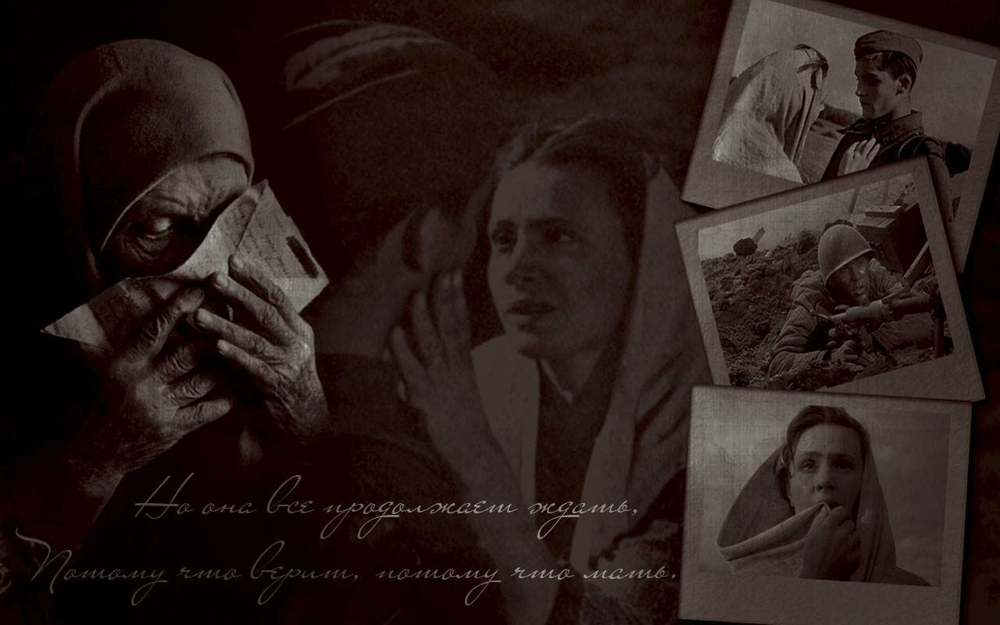 Но она все продолжает ждать,
Потому что верит, потому что мать.